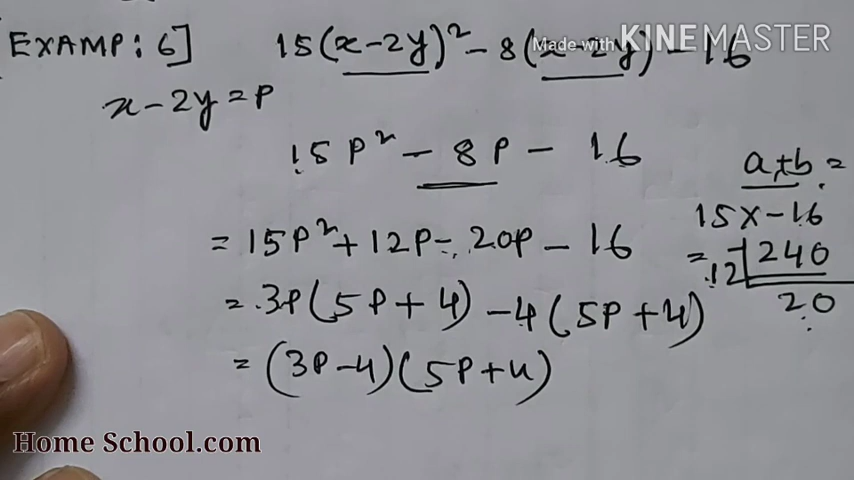 EXAMP: 6] 15(x-2y)² - 8(x-2y) - 16
Made with KINEMASTER
x - 2y = P
15P² - 8P - 16
a+b =
15x-16
= 15P² + 12P - 20P - 16
= -240
12
20
= 3P(5P+4) - 4(5P+4)
= (3P-4)(5P+4)
Home School.com